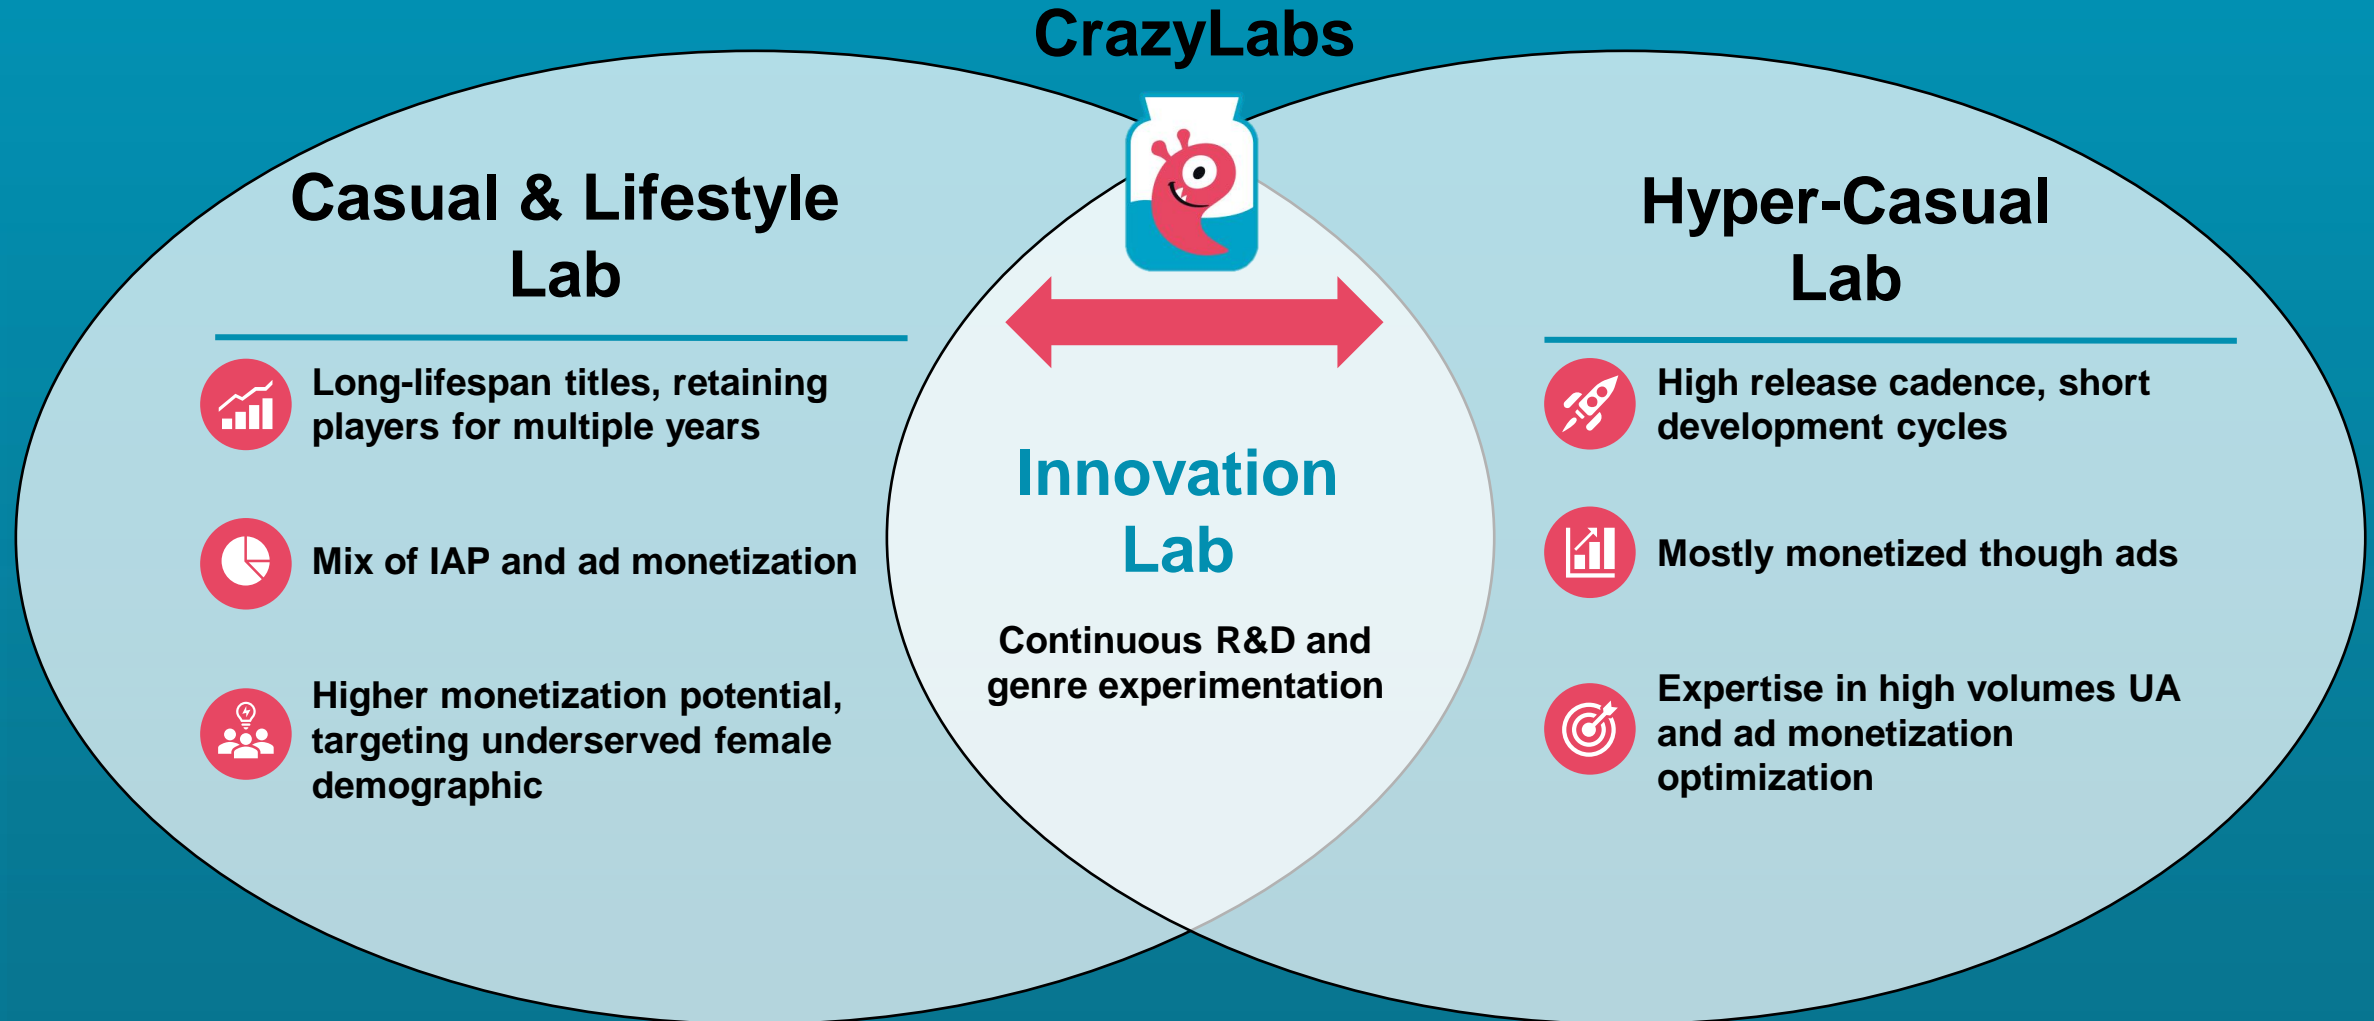 CrazyLabs
Casual & Lifestyle
Lab
Long-lifespan titles, retaining
players for multiple years
Mix of IAP and ad monetization
Higher monetization potential,
targeting underserved female
demographic
Innovation
Lab
Continuous R&D and
genre experimentation
Hyper-Casual
Lab
High release cadence, short
development cycles
Mostly monetized though ads
Expertise in high volumes UA
and ad monetization
optimization